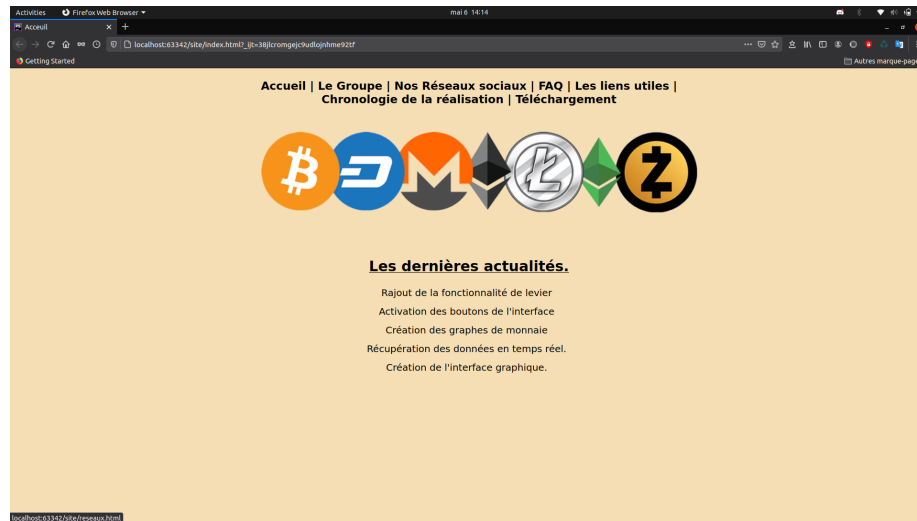 Activities Firefox Web Browser mai 6 14:14
Acceuil
localhost:63342/site/index.html?_ijt=38jlcromgejc9udlojnhme92tf
Getting Started Autres marque-page
Accueil | Le Groupe | Nos Réseaux sociaux | FAQ | Les liens utiles |
Chronologie de la réalisation | Téléchargement
Les dernières actualités.
Rajout de la fonctionnalité de levier
Activation des boutons de l'interface
Création des graphes de monnaie
Récupération des données en temps réel.
Création de l'interface graphique.
localhost:63342/site/reseaux.html